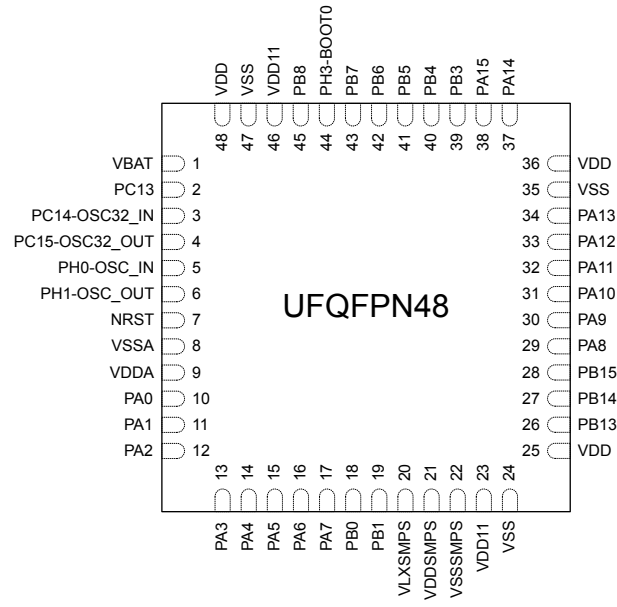 VDD
VSS
VDD11
PB8
PH3-BOOT0
PB7
PB6
PB5
PB4
PB3
PA15
PA14
48
47
46
45
44
43
42
41
40
39
38
37
VBAT 1
PC13 2
PC14-OSC32_IN 3
PC15-OSC32_OUT 4
PH0-OSC_IN 5
PH1-OSC_OUT 6
NRST 7
VSSA 8
VDDA 9
PA0 10
PA1 11
PA2 12
UFQFPN48
36 VDD
35 VSS
34 PA13
33 PA12
32 PA11
31 PA10
30 PA9
29 PA8
28 PB15
27 PB14
26 PB13
25 VDD
13
14
15
16
17
18
19
20
21
22
23
24
PA3
PA4
PA5
PA6
PA7
PB0
PB1
VLXSMPS
VDDSMPS
VSSSMPS
VDD11
VSS